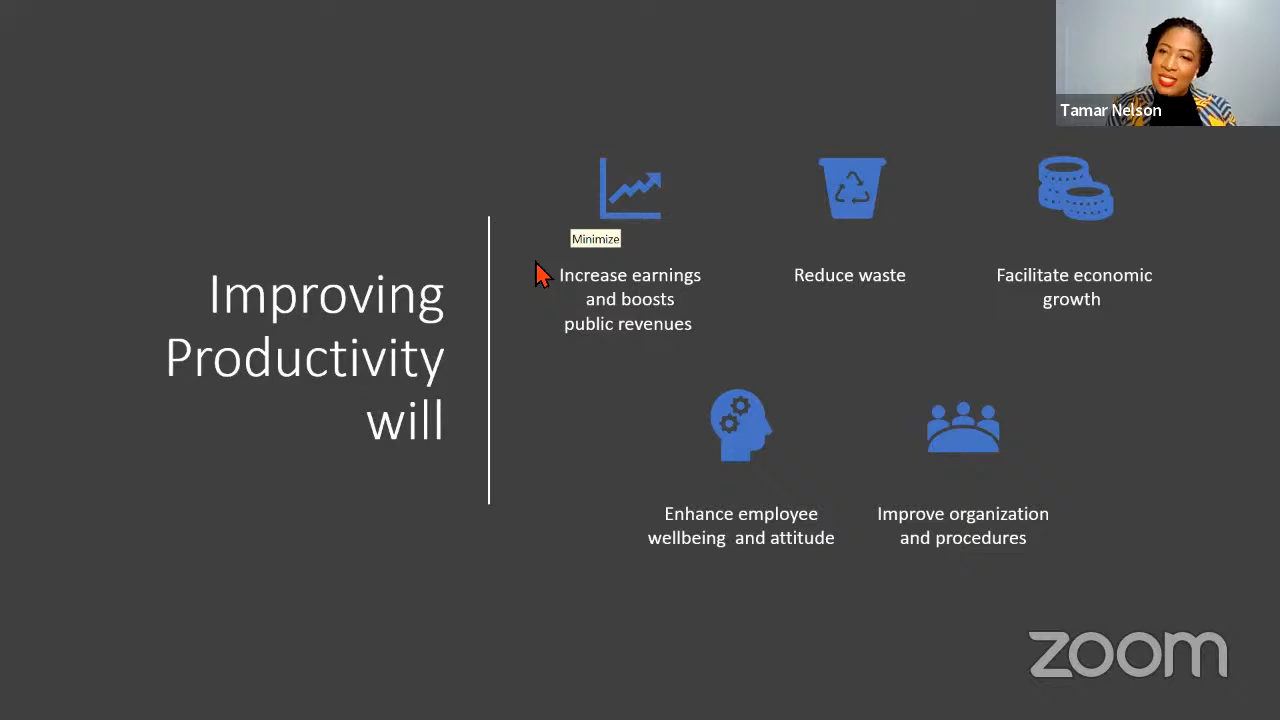 Tamar Nelson
Minimize
Increase earnings
and boosts
public revenues
Reduce waste
Facilitate economic
growth
Improving
Productivity
will
Enhance employee
wellbeing  and attitude
Improve organization
and procedures
zoom